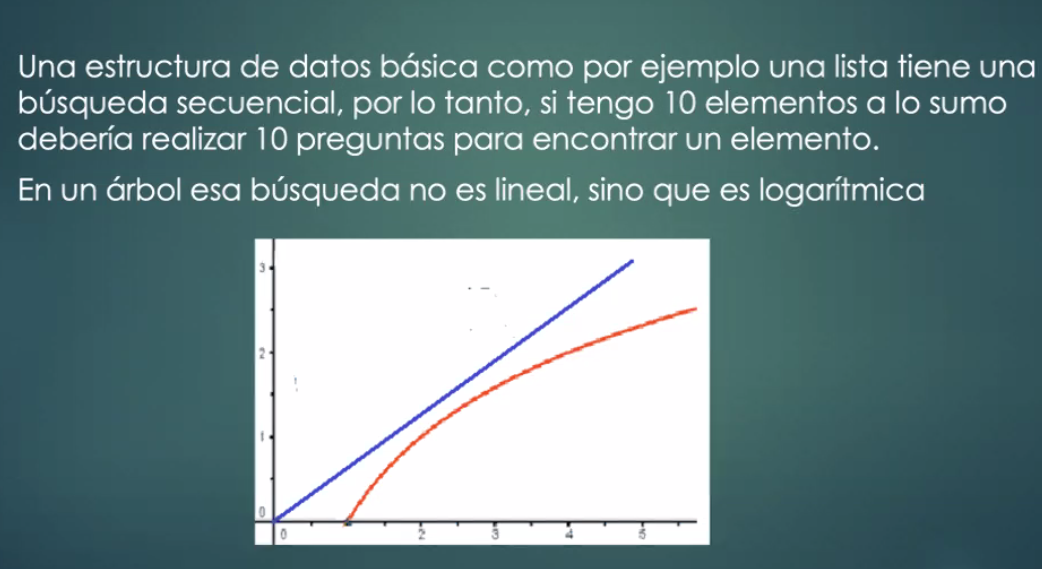 Una estructura de datos básica como por ejemplo una lista tiene una
búsqueda secuencial, por lo tanto, si tengo 10 elementos a lo sumo
debería realizar 10 preguntas para encontrar un elemento.
En un árbol esa búsqueda no es lineal, sino que es logarítmica
3
2
1
0
0 2 3 4 5